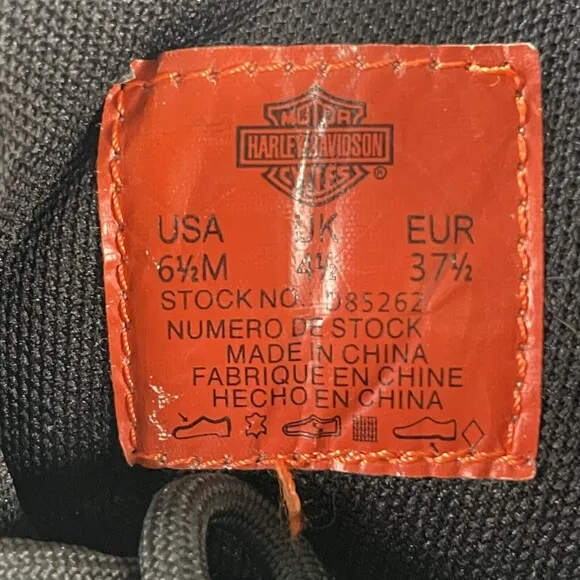 MOTOR
HARLEY-DAVIDSON
CYCLES
®
USA UK EUR
6½M 4½ 37½
STOCK NO.: D85262
NUMERO DE STOCK
MADE IN CHINA
FABRIQUE EN CHINE
HECHO EN CHINA